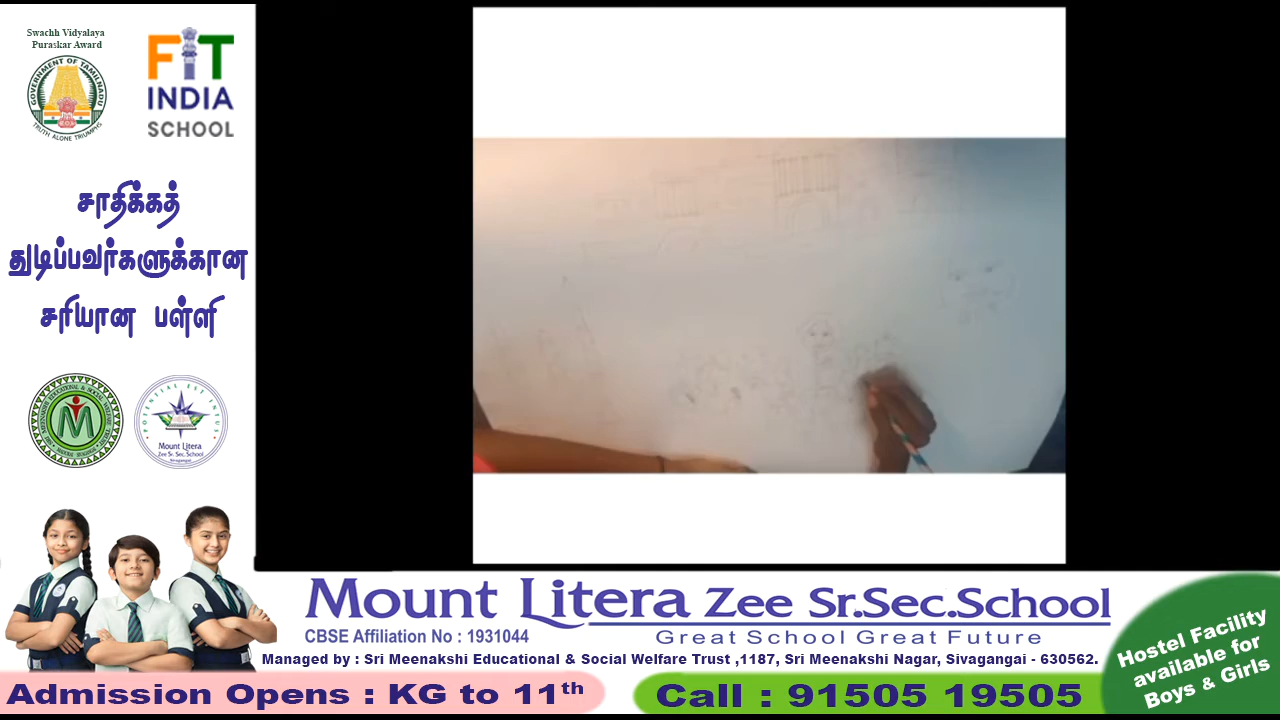 Swachh Vidyalaya
Puraskar Award
GOVERNMENT OF TAMILNADU
TRUTH ALONE TRIUMPHS
FIT
INDIA
SCHOOL
சாதிக்கத்
துடிப்பவர்களுக்கான
சரியான பள்ளி
Mount Litera
Zee Sr. Sec. School
Sivagangai
Mount Litera Zee Sr.Sec.School
CBSE Affiliation No : 1931044
Great School Great Future
Managed by : Sri Meenakshi Educational & Social Welfare Trust ,1187, Sri Meenakshi Nagar, Sivagangai - 630562.
Admission Opens : KG to 11th
Call : 91505 19505
Hostel Facility
available for
Boys & Girls